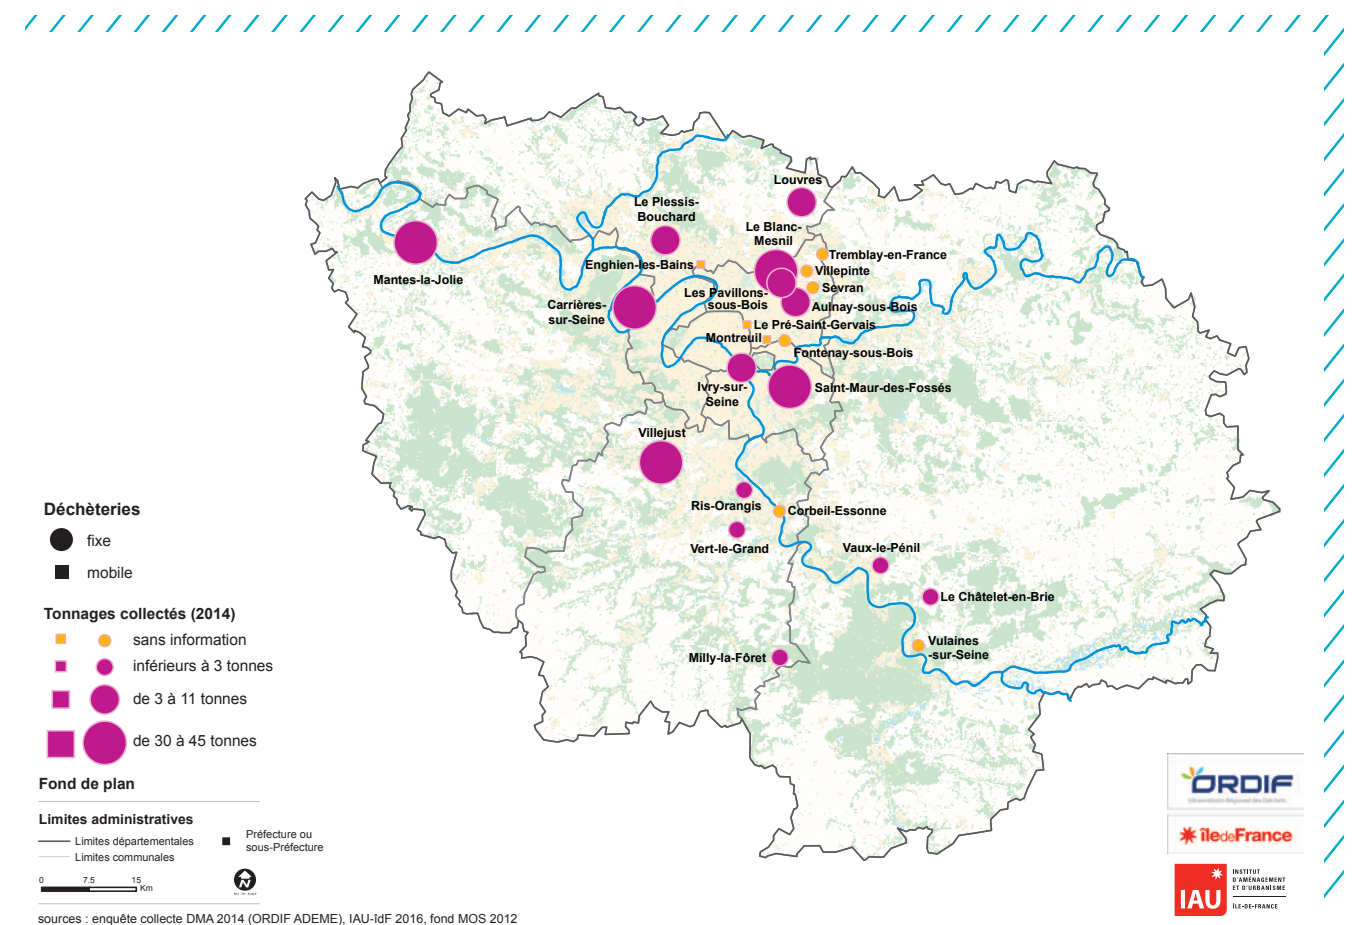 Louvres
Le Plessis-
Bouchard
Le Blanc-
Mesnil
Tremblay-en-France
Enghien-les-Bains
Villepinte
Mantes-la-Jolie
Sevran
Les Pavillons-
sous-Bois
Carrières-
sur-Seine
Aulnay-sous-Bois
Le Pré-Saint-Gervais
Montreuil
Fontenay-sous-Bois
Ivry-sur-
Seine
Saint-Maur-des-Fossés
Villejust
Ris-Orangis
Corbeil-Essonne
Vert-le-Grand
Vaux-le-Pénil
Le Châtelet-en-Brie
Vulaines
-sur-Seine
Milly-la-Fôret
Déchèteries
fixe
mobile
Tonnages collectés (2014)
sans information
inférieurs à 3 tonnes
de 3 à 11 tonnes
de 30 à 45 tonnes
Fond de plan
Limites administratives
Limites départementales
Limites communales
Préfecture ou
sous-Préfecture
0 7.5 15
Km
N
sources : enquête collecte DMA 2014 (ORDIF ADEME), IAU-îdF 2016, fond MOS 2012
ORDIF
îledeFrance
IAU
INSTITUT
D'AMÉNAGEMENT
ET D'URBANISME
ÎLE-DE-FRANCE